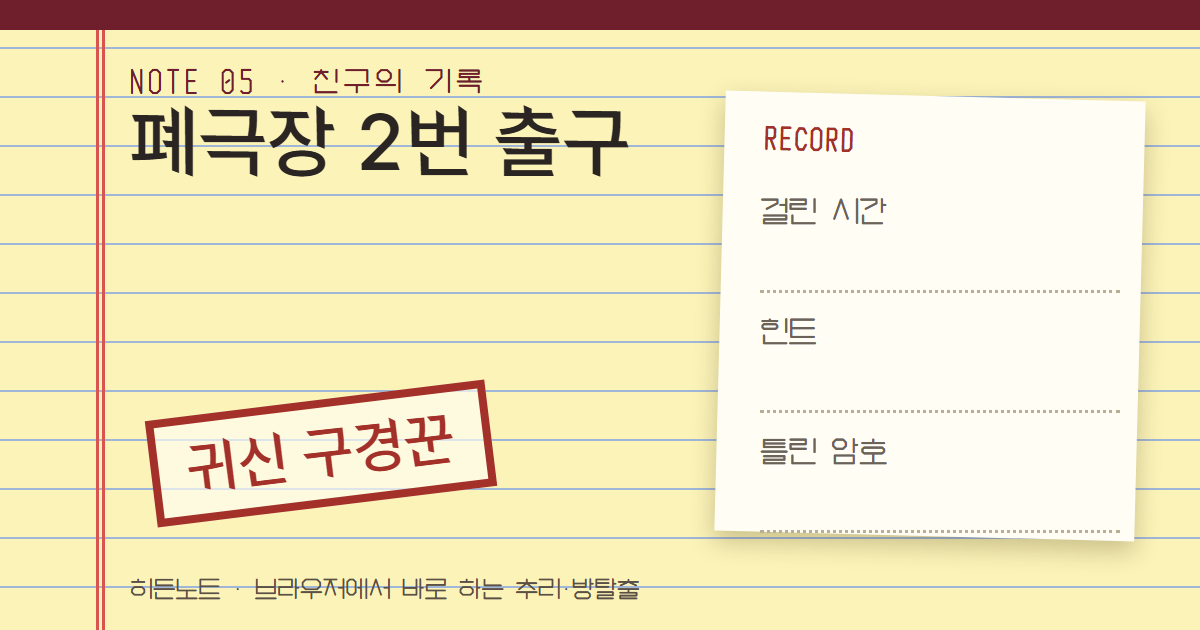 NOTE 05 · 친구의 기록
폐극장 2번 출구
귀신 구경꾼
히든노트 · 브라우저에서 바로 하는 추리·방탈출
RECORD
걸린 시간
힌트
틀린 암호